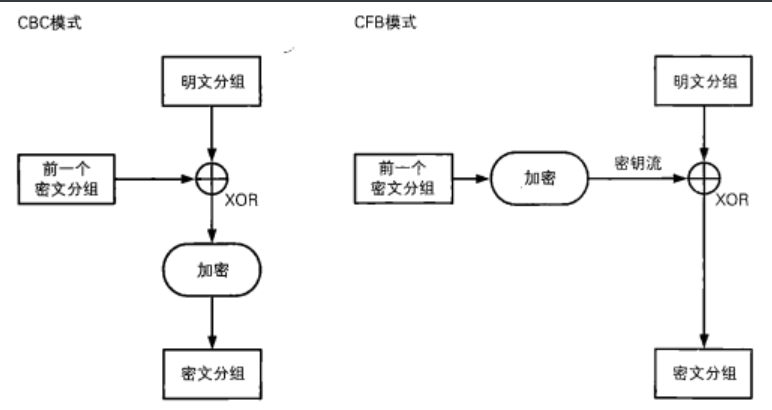 CBC模式
明文分组
前一个
密文分组
XOR
加密
密文分组
CFB模式
明文分组
前一个
密文分组
加密
密钥流
XOR
密文分组